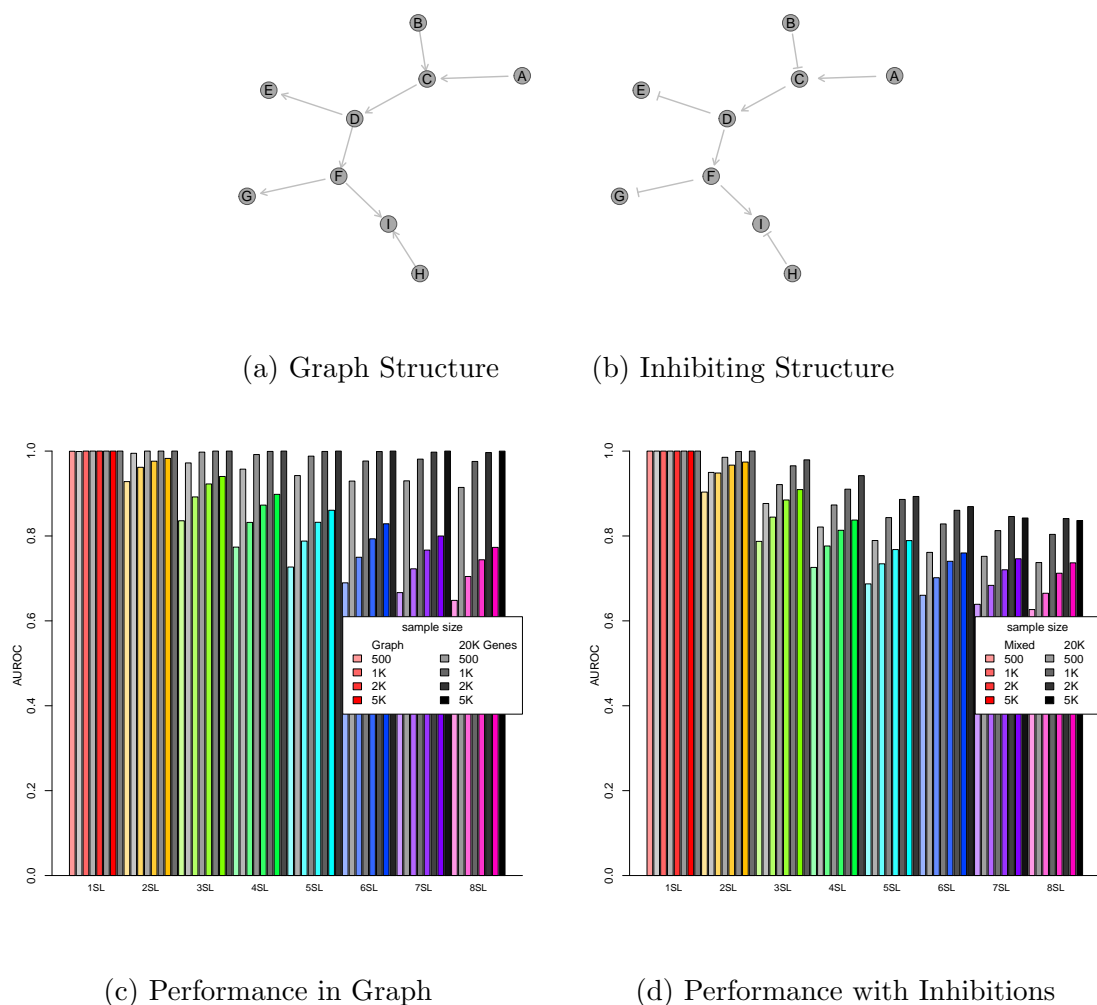 B
C
A
E
D
F
G
I
H
B
C
A
E
D
F
G
I
H
(a) Graph Structure
(b) Inhibiting Structure
AUROC
0.0
0.2
0.4
0.6
0.8
1.0
sample size
Graph 20K Genes
500 500
1K 1K
2K 2K
5K 5K
1SL 2SL 3SL 4SL 5SL 6SL 7SL 8SL
(c) Performance in Graph
AUROC
0.0
0.2
0.4
0.6
0.8
1.0
sample size
Mixed 20K
500 500
1K 1K
2K 2K
5K 5K
1SL 2SL 3SL 4SL 5SL 6SL 7SL 8SL
(d) Performance with Inhibitions